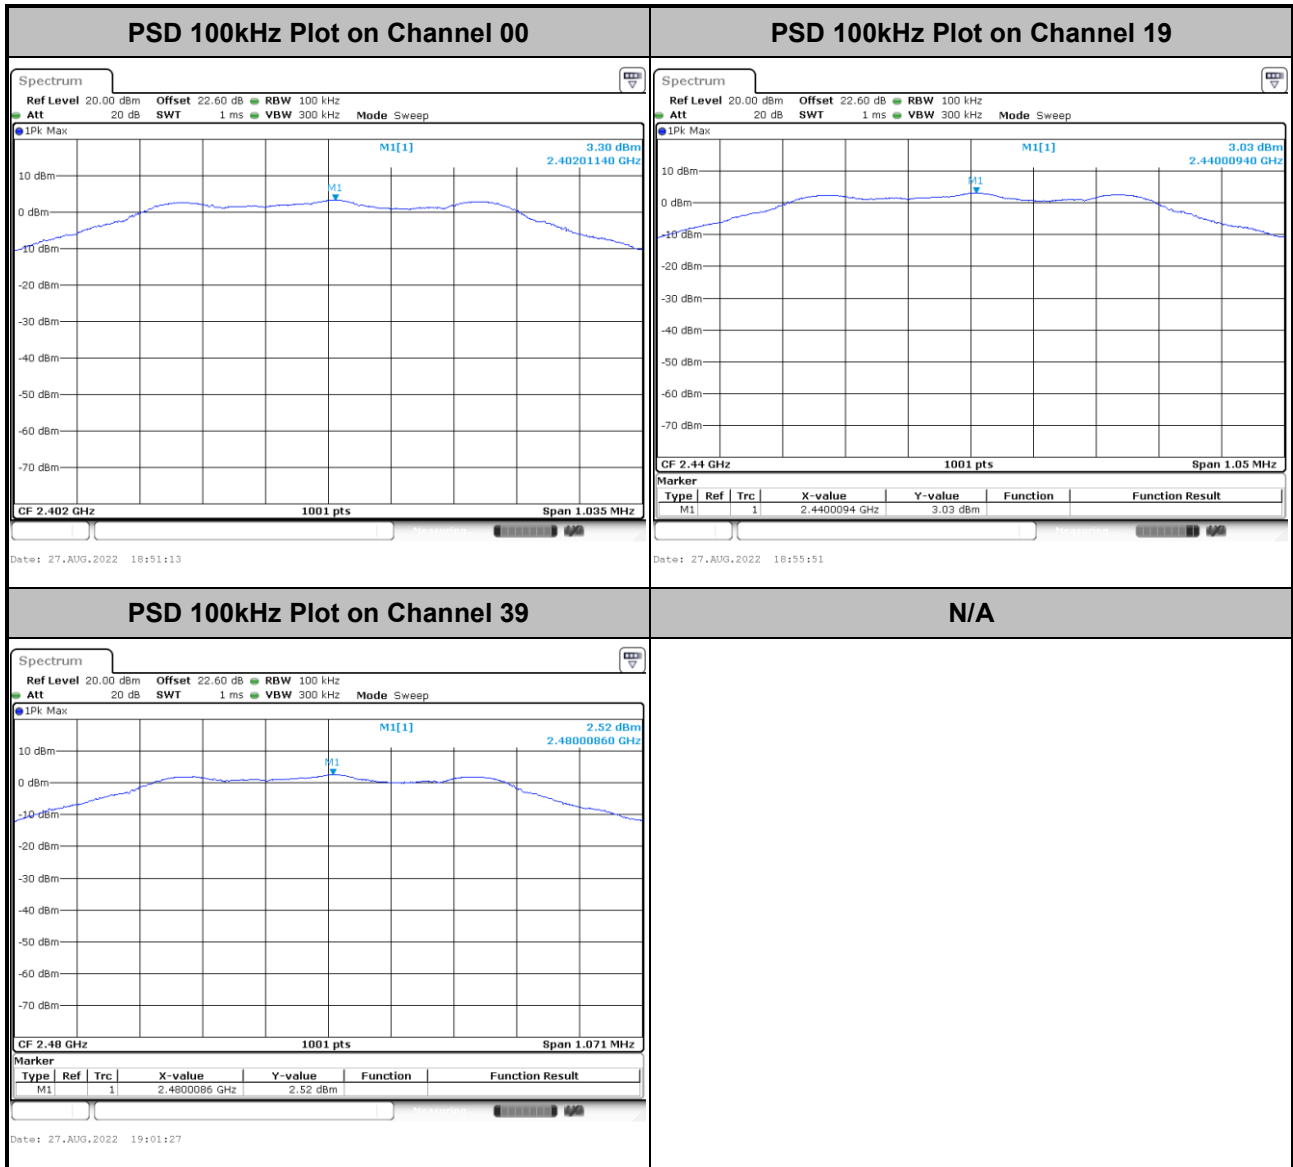 PSD 100kHz Plot on Channel 00
Spectrum
Ref Level 20.00 dBm Offset 22.60 dB RBW 100 kHz
Att 20 dB SWT 1 ms VBW 300 kHz Mode Sweep
1Pk Max
M1[1] 3.30 dBm
2.40201140 GHz
M1
10 dBm
0 dBm
-10 dBm
-20 dBm
-30 dBm
-40 dBm
-50 dBm
-60 dBm
-70 dBm
CF 2.402 GHz 1001 pts Span 1.035 MHz
Date: 27.AUG.2022 18:51:13
PSD 100kHz Plot on Channel 19
Spectrum
Ref Level 20.00 dBm Offset 22.60 dB RBW 100 kHz
Att 20 dB SWT 1 ms VBW 300 kHz Mode Sweep
1Pk Max
M1[1] 3.03 dBm
2.44000940 GHz
M1
10 dBm
0 dBm
-10 dBm
-20 dBm
-30 dBm
-40 dBm
-50 dBm
-60 dBm
-70 dBm
CF 2.44 GHz 1001 pts Span 1.05 MHz
Marker
Type Ref Trc X-value Y-value Function Function Result
M1 1 2.4400094 GHz 3.03 dBm
Date: 27.AUG.2022 18:55:51
PSD 100kHz Plot on Channel 39
Spectrum
Ref Level 20.00 dBm Offset 22.60 dB RBW 100 kHz
Att 20 dB SWT 1 ms VBW 300 kHz Mode Sweep
1Pk Max
M1[1] 2.52 dBm
2.48000860 GHz
M1
10 dBm
0 dBm
-10 dBm
-20 dBm
-30 dBm
-40 dBm
-50 dBm
-60 dBm
-70 dBm
CF 2.48 GHz 1001 pts Span 1.071 MHz
Marker
Type Ref Trc X-value Y-value Function Function Result
M1 1 2.4800086 GHz 2.52 dBm
Date: 27.AUG.2022 19:01:27
N/A